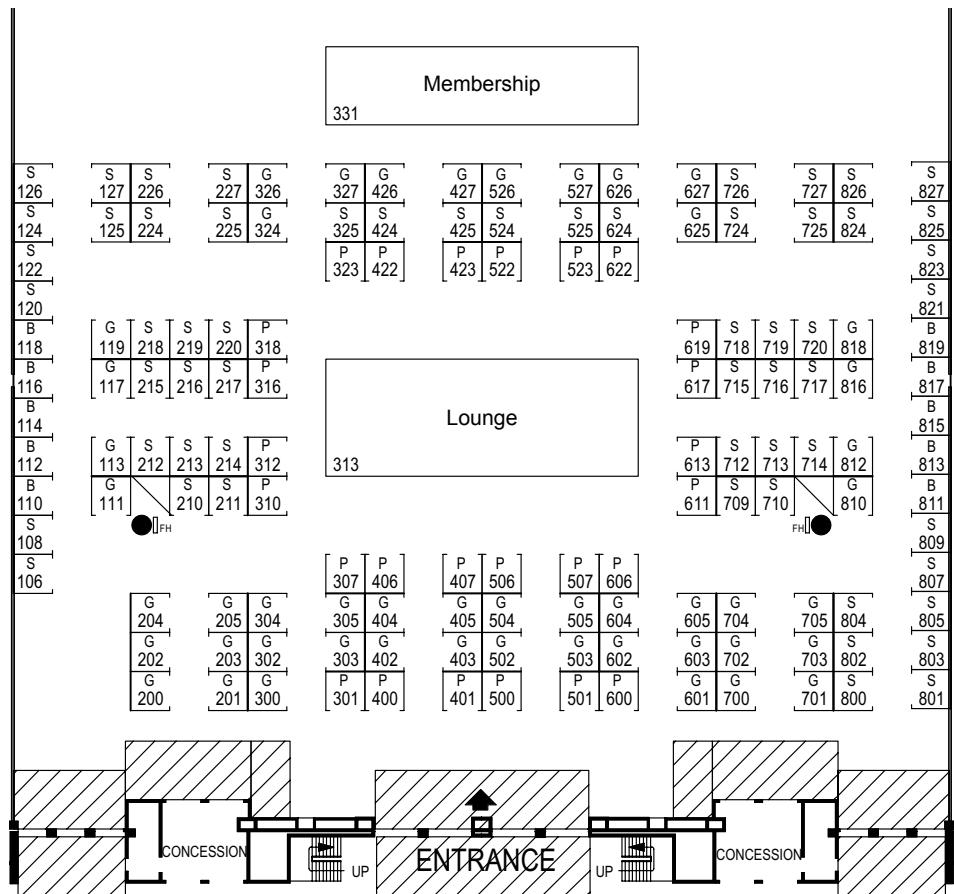 Membership
331
S S S S G G G G G G G G S S S S
126 127 226 227 326 327 426 427 526 527 626 627 726 727 826 827
S S S S G S S S S S S G S S S S
124 125 224 225 324 325 424 425 524 525 624 625 724 725 824 825
S P P P P P P S
122 323 422 423 522 523 622 823
S S
120 821
B G S S S P P S S S G B
118 119 218 219 220 318 619 718 719 720 818 819
B G S S S P P S S S G B
116 117 215 216 217 316 617 715 716 717 816 817
Lounge
313
B B
114 815
B G S S S P P S S S G B
112 113 212 213 214 312 613 712 713 714 812 813
B G S S P P S S G B
110 111 210 211 310 611 709 710 810 811
S S
108 809
FH FH
S P P P P P P S
106 307 406 407 506 507 606 807
G G G G G G G G G G G G S S
204 205 304 305 404 405 504 505 604 605 704 705 804 805
G G G G G G G G G G G G S S
202 203 302 303 402 403 502 503 602 603 702 703 802 803
G G G P P P P P P G G G S S
200 201 300 301 400 401 500 501 600 601 700 701 800 801
CONCESSION UP ENTRANCE UP CONCESSION